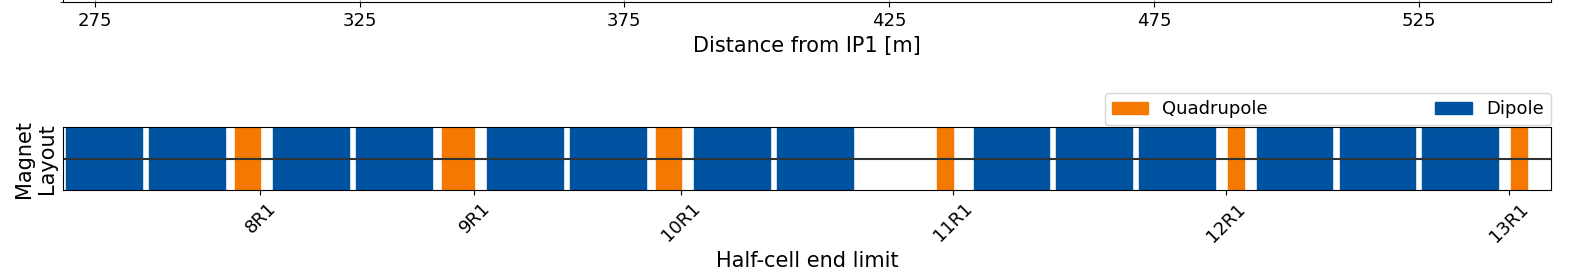 275 325 375 425 475 525
Distance from IP1 [m]
Quadrupole Dipole
Magnet
Layout
8R1 9R1 10R1 11R1 12R1 13R1
Half-cell end limit